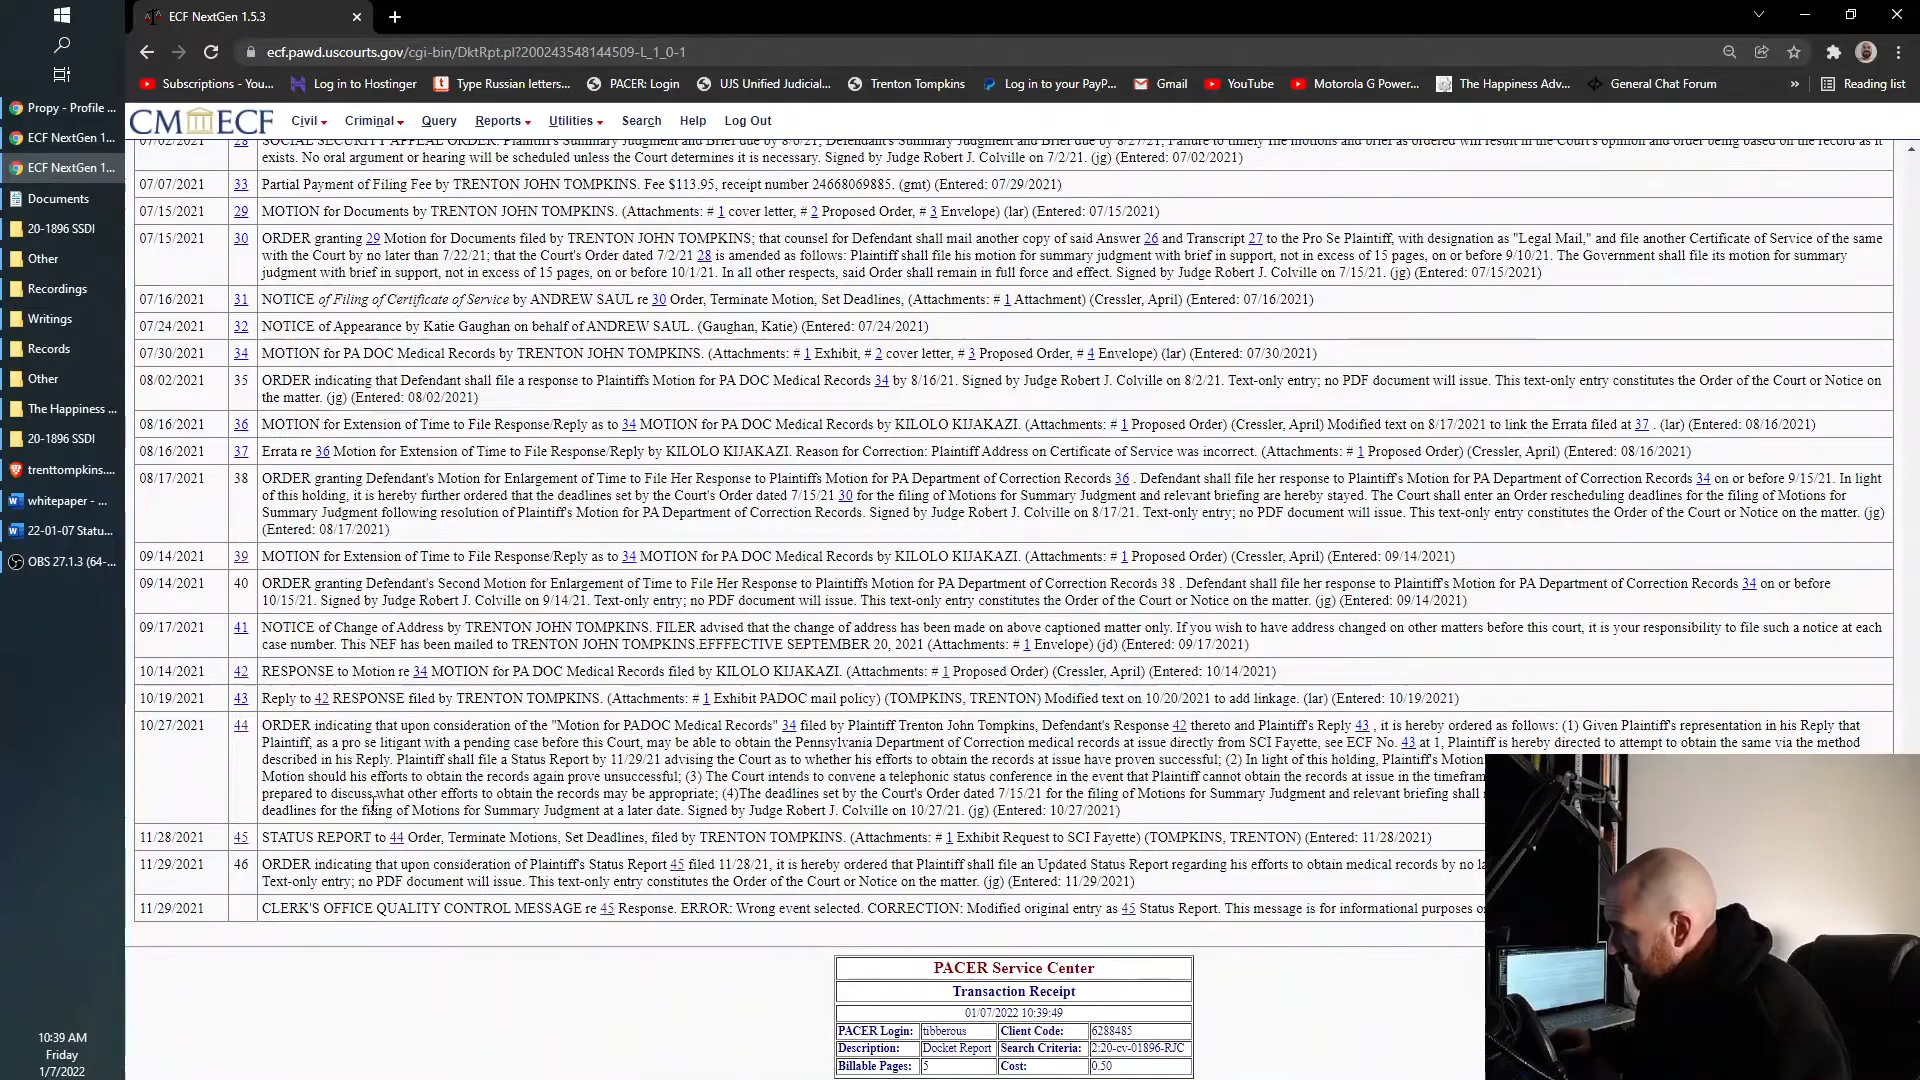 ECF NextGen 1.5.3
ecf.pawd.uscourts.gov/cgi-bin/DktRpt.pl?200243548144509-L_1_0-1
Subscriptions - You...
Log in to Hostinger
Type Russian letters...
PACER: Login
UJS Unified Judicial...
Trenton Tompkins
Log in to your PayP...
Gmail
YouTube
Motorola G Power...
The Happiness Adv...
General Chat Forum
»
Reading list
Propy - Profile ...
ECF NextGen 1...
ECF NextGen 1...
Documents
20-1896 SSDI
Other
Recordings
Writings
Records
Other
The Happiness ...
20-1896 SSDI
trenttompkins....
whitepaper - ...
22-01-07 Statu...
OBS 27.1.3 (64-...
10:39 AM
Friday
1/7/2022
CM ECF Civil Criminal Query Reports Utilities Search Help Log Out
07/02/2021 28 SOCIAL SECURITY APPEAL ORDER: Plaintiff's Summary Judgment and Brief due by 8/6/21; Defendant's Summary Judgment and Brief due by 8/27/21; Failure to timely file motions and brief as ordered will result in the Court's opinion and order being based on the record as it
exists. No oral argument or hearing will be scheduled unless the Court determines it is necessary. Signed by Judge Robert J. Colville on 7/2/21. (jg) (Entered: 07/02/2021)
07/07/2021 33 Partial Payment of Filing Fee by TRENTON JOHN TOMPKINS. Fee $113.95, receipt number 24668069885. (gmt) (Entered: 07/29/2021)
07/15/2021 29 MOTION for Documents by TRENTON JOHN TOMPKINS. (Attachments: # 1 cover letter, # 2 Proposed Order, # 3 Envelope) (lar) (Entered: 07/15/2021)
07/15/2021 30 ORDER granting 29 Motion for Documents filed by TRENTON JOHN TOMPKINS; that counsel for Defendant shall mail another copy of said Answer 26 and Transcript 27 to the Pro Se Plaintiff, with designation as "Legal Mail," and file another Certificate of Service of the same
with the Court by no later than 7/22/21; that the Court's Order dated 7/2/21 28 is amended as follows: Plaintiff shall file his motion for summary judgment with brief in support, not in excess of 15 pages, on or before 9/10/21. The Government shall file its motion for summary
judgment with brief in support, not in excess of 15 pages, on or before 10/1/21. In all other respects, said Order shall remain in full force and effect. Signed by Judge Robert J. Colville on 7/15/21. (jg) (Entered: 07/15/2021)
07/16/2021 31 NOTICE of Filing of Certificate of Service by ANDREW SAUL re 30 Order, Terminate Motion, Set Deadlines, (Attachments: # 1 Attachment) (Cressler, April) (Entered: 07/16/2021)
07/24/2021 32 NOTICE of Appearance by Katie Gaughan on behalf of ANDREW SAUL. (Gaughan, Katie) (Entered: 07/24/2021)
07/30/2021 34 MOTION for PA DOC Medical Records by TRENTON JOHN TOMPKINS. (Attachments: # 1 Exhibit, # 2 cover letter, # 3 Proposed Order, # 4 Envelope) (lar) (Entered: 07/30/2021)
08/02/2021 35 ORDER indicating that Defendant shall file a response to Plaintiffs Motion for PA DOC Medical Records 34 by 8/16/21. Signed by Judge Robert J. Colville on 8/2/21. Text-only entry; no PDF document will issue. This text-only entry constitutes the Order of the Court or Notice on
the matter. (jg) (Entered: 08/02/2021)
08/16/2021 36 MOTION for Extension of Time to File Response/Reply as to 34 MOTION for PA DOC Medical Records by KILOLO KIJAKAZI. (Attachments: # 1 Proposed Order) (Cressler, April) Modified text on 8/17/2021 to link the Errata filed at 37 . (lar) (Entered: 08/16/2021)
08/16/2021 37 Errata re 36 Motion for Extension of Time to File Response/Reply by KILOLO KIJAKAZI. Reason for Correction: Plaintiff Address on Certificate of Service was incorrect. (Attachments: # 1 Proposed Order) (Cressler, April) (Entered: 08/16/2021)
08/17/2021 38 ORDER granting Defendant's Motion for Enlargement of Time to File Her Response to Plaintiff's Motion for PA Department of Correction Records 36 . Defendant shall file her response to Plaintiff's Motion for PA Department of Correction Records 34 on or before 9/15/21. In light
of this holding, it is hereby further ordered that the deadlines set by the Court's Order dated 7/15/21 30 for the filing of Motions for Summary Judgment and relevant briefing are hereby stayed. The Court shall enter an Order rescheduling deadlines for the filing of Motions for
Summary Judgment following resolution of Plaintiff's Motion for PA Department of Correction Records. Signed by Judge Robert J. Colville on 8/17/21. Text-only entry; no PDF document will issue. This text-only entry constitutes the Order of the Court or Notice on the matter. (jg)
(Entered: 08/17/2021)
09/14/2021 39 MOTION for Extension of Time to File Response/Reply as to 34 MOTION for PA DOC Medical Records by KILOLO KIJAKAZI. (Attachments: # 1 Proposed Order) (Cressler, April) (Entered: 09/14/2021)
09/14/2021 40 ORDER granting Defendant's Second Motion for Enlargement of Time to File Her Response to Plaintiffs Motion for PA Department of Correction Records 38 . Defendant shall file her response to Plaintiff's Motion for PA Department of Correction Records 34 on or before
10/15/21. Signed by Judge Robert J. Colville on 9/14/21. Text-only entry; no PDF document will issue. This text-only entry constitutes the Order of the Court or Notice on the matter. (jg) (Entered: 09/14/2021)
09/17/2021 41 NOTICE of Change of Address by TRENTON JOHN TOMPKINS. FILER advised that the change of address has been made on above captioned matter only. If you wish to have address changed on other matters before this court, it is your responsibility to file such a notice at each
case number. This NEF has been mailed to TRENTON JOHN TOMPKINS.EFFFECTIVE SEPTEMBER 20, 2021 (Attachments: # 1 Envelope) (jd) (Entered: 09/17/2021)
10/14/2021 42 RESPONSE to Motion re 34 MOTION for PA DOC Medical Records filed by KILOLO KIJAKAZI. (Attachments: # 1 Proposed Order) (Cressler, April) (Entered: 10/14/2021)
10/19/2021 43 Reply to 42 RESPONSE filed by TRENTON TOMPKINS. (Attachments: # 1 Exhibit PADOC mail policy) (TOMPKINS, TRENTON) Modified text on 10/20/2021 to add linkage. (lar) (Entered: 10/19/2021)
10/27/2021 44 ORDER indicating that upon consideration of the "Motion for PADOC Medical Records" 34 filed by Plaintiff Trenton John Tompkins, Defendant's Response 42 thereto and Plaintiff's Reply 43 , it is hereby ordered as follows: (1) Given Plaintiff's representation in his Reply that
Plaintiff, as a pro se litigant with a pending case before this Court, may be able to obtain the Pennsylvania Department of Correction medical records at issue directly from SCI Fayette, see ECF No. 43 at 1, Plaintiff is hereby directed to attempt to obtain the same via the method
described in his Reply. Plaintiff shall file a Status Report by 11/29/21 advising the Court as to whether his efforts to obtain the records at issue have proven successful; (2) In light of this holding, Plaintiff's Motion
Motion should his efforts to obtain the records again prove unsuccessful; (3) The Court intends to convene a telephonic status conference in the event that Plaintiff cannot obtain the records at issue in the timefram
prepared to discuss what other efforts to obtain the records may be appropriate; (4)The deadlines set by the Court's Order dated 7/15/21 for the filing of Motions for Summary Judgment and relevant briefing shall
deadlines for the filing of Motions for Summary Judgment at a later date. Signed by Judge Robert J. Colville on 10/27/21. (jg) (Entered: 10/27/2021)
11/28/2021 45 STATUS REPORT to 44 Order, Terminate Motions, Set Deadlines, filed by TRENTON TOMPKINS. (Attachments: # 1 Exhibit Request to SCI Fayette) (TOMPKINS, TRENTON) (Entered: 11/28/2021)
11/29/2021 46 ORDER indicating that upon consideration of Plaintiff's Status Report 45 filed 11/28/21, it is hereby ordered that Plaintiff shall file an Updated Status Report regarding his efforts to obtain medical records by no la
Text-only entry; no PDF document will issue. This text-only entry constitutes the Order of the Court or Notice on the matter. (jg) (Entered: 11/29/2021)
11/29/2021 CLERK'S OFFICE QUALITY CONTROL MESSAGE re 45 Response. ERROR: Wrong event selected. CORRECTION: Modified original entry as 45 Status Report. This message is for informational purposes o
PACER Service Center
Transaction Receipt
01/07/2022 10:39:49
PACER Login: tibberous Client Code: 6288485
Description: Docket Report Search Criteria: 2:20-cv-01896-RJC
Billable Pages: 5 Cost: 0.50